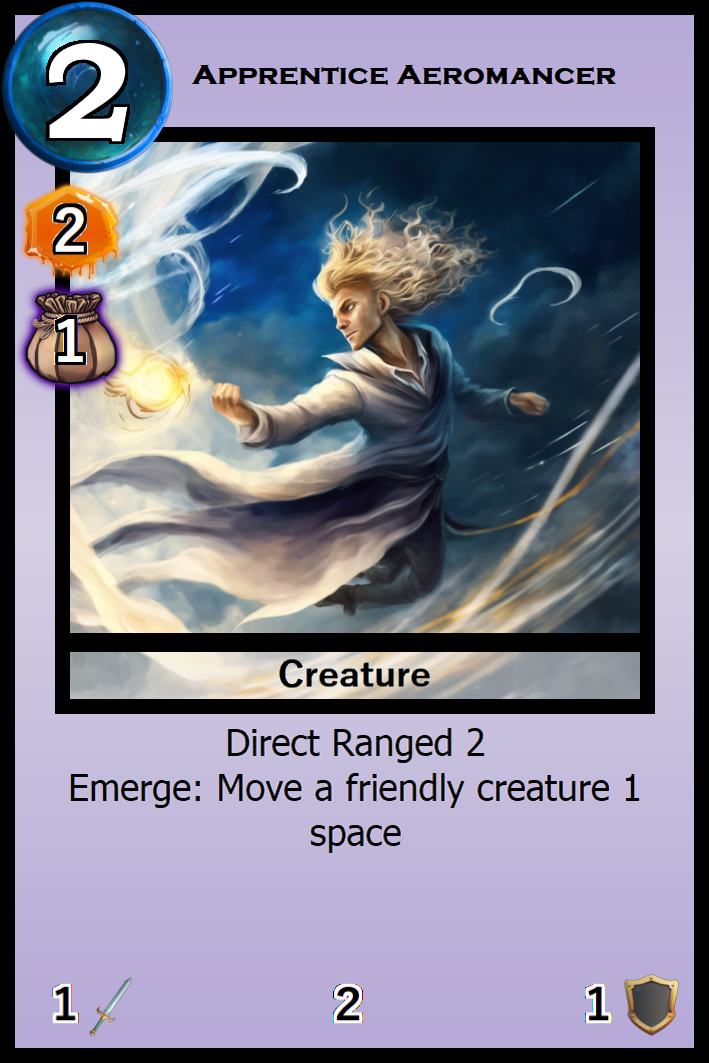 2
Apprentice Aeromancer
2
1
Creature
Direct Ranged 2
Emerge: Move a friendly creature 1
space
1 2 1